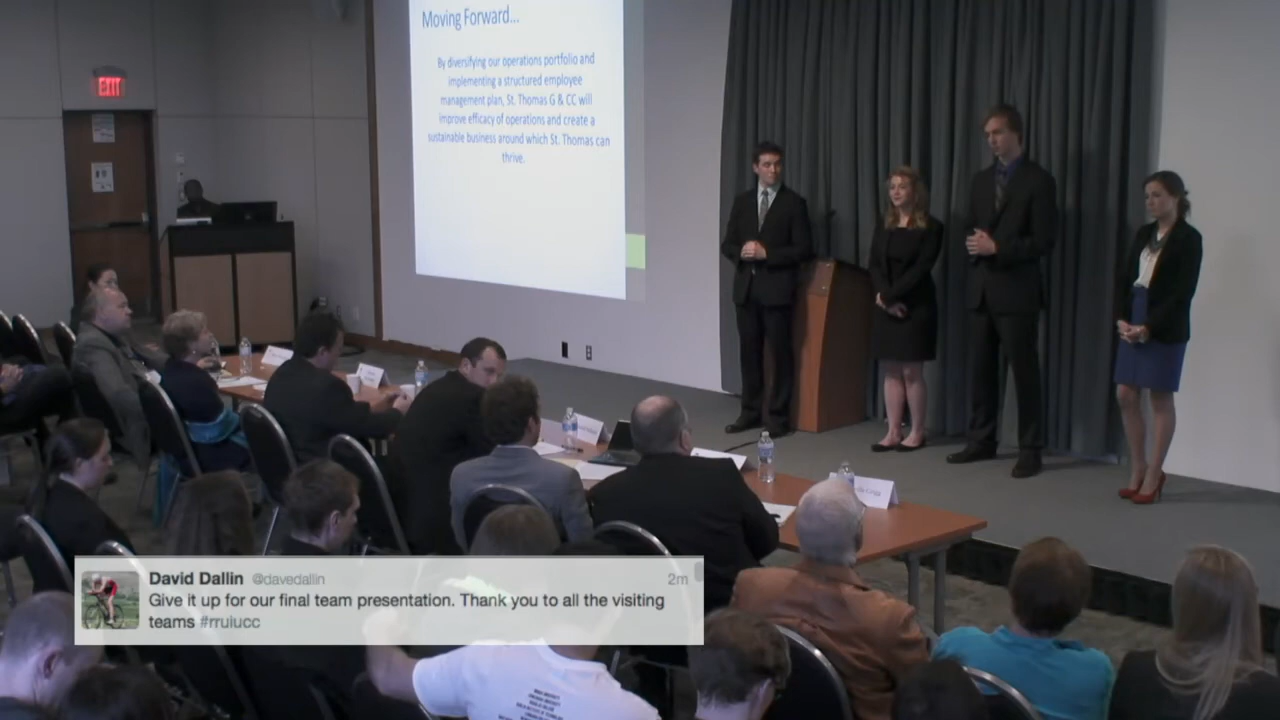 EXIT
Moving Forward...
By diversifying our operations portfolio and
implementing a structured employee
management plan, St. Thomas G & CC will
improve efficacy of operations and create a
sustainable business around which St. Thomas can
thrive.
David Dallin @davedallin 2m
Give it up for our final team presentation. Thank you to all the visiting
teams #rruiucc